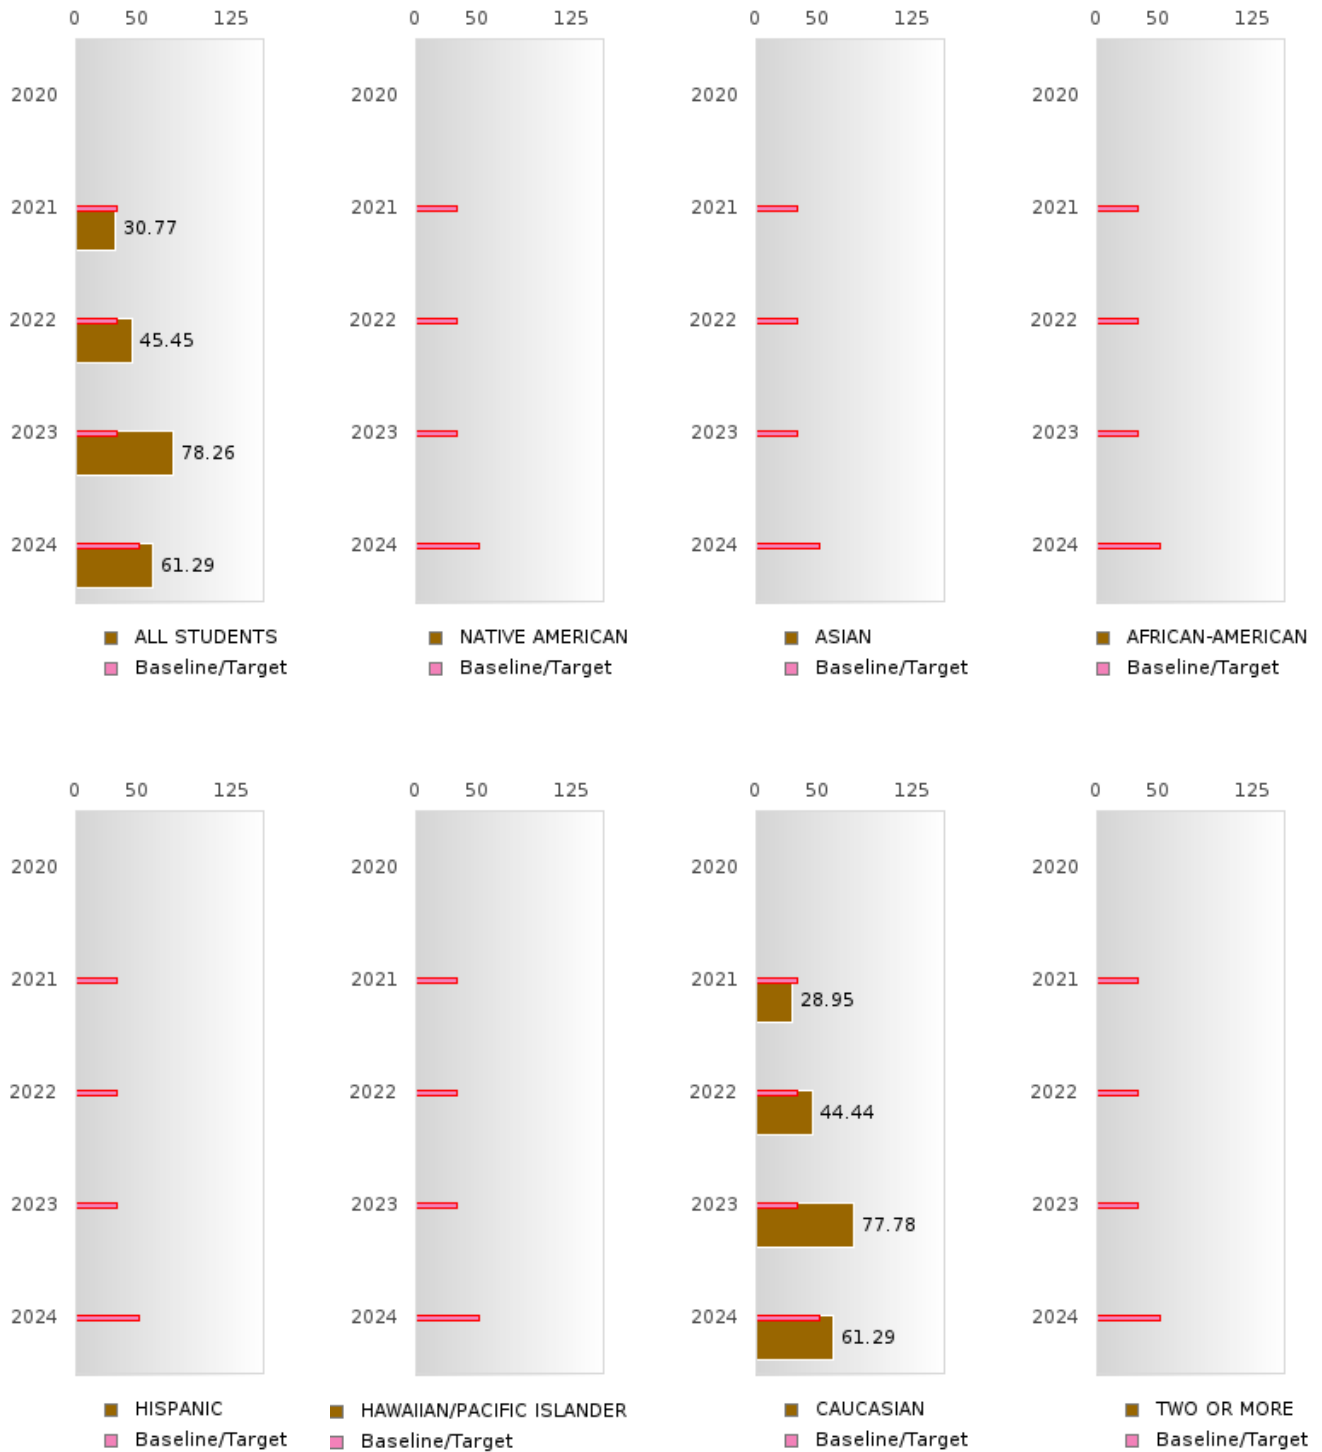 0 50 125 0 50 125 0 50 125 0 50 125
2020 2020 2020 2020
2021 30.77 2021 2021 2021
2022 45.45 2022 2022 2022
2023 78.26 2023 2023 2023
2024 61.29 2024 2024 2024
ALL STUDENTS NATIVE AMERICAN ASIAN AFRICAN-AMERICAN
Baseline/Target Baseline/Target Baseline/Target Baseline/Target
0 50 125 0 50 125 0 50 125 0 50 125
2020 2020 2020 2020
2021 2021 2021 28.95 2021
2022 2022 2022 44.44 2022
2023 2023 2023 77.78 2023
2024 2024 2024 61.29 2024
HISPANIC HAWAIIAN/PACIFIC ISLANDER CAUCASIAN TWO OR MORE
Baseline/Target Baseline/Target Baseline/Target Baseline/Target